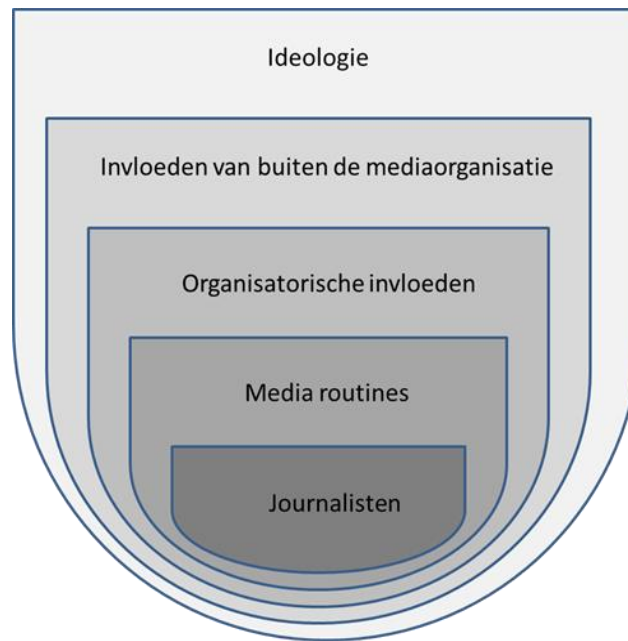 Ideologie
Invloeden van buiten de mediaorganisatie
Organisatorische invloeden
Media routines
Journalisten